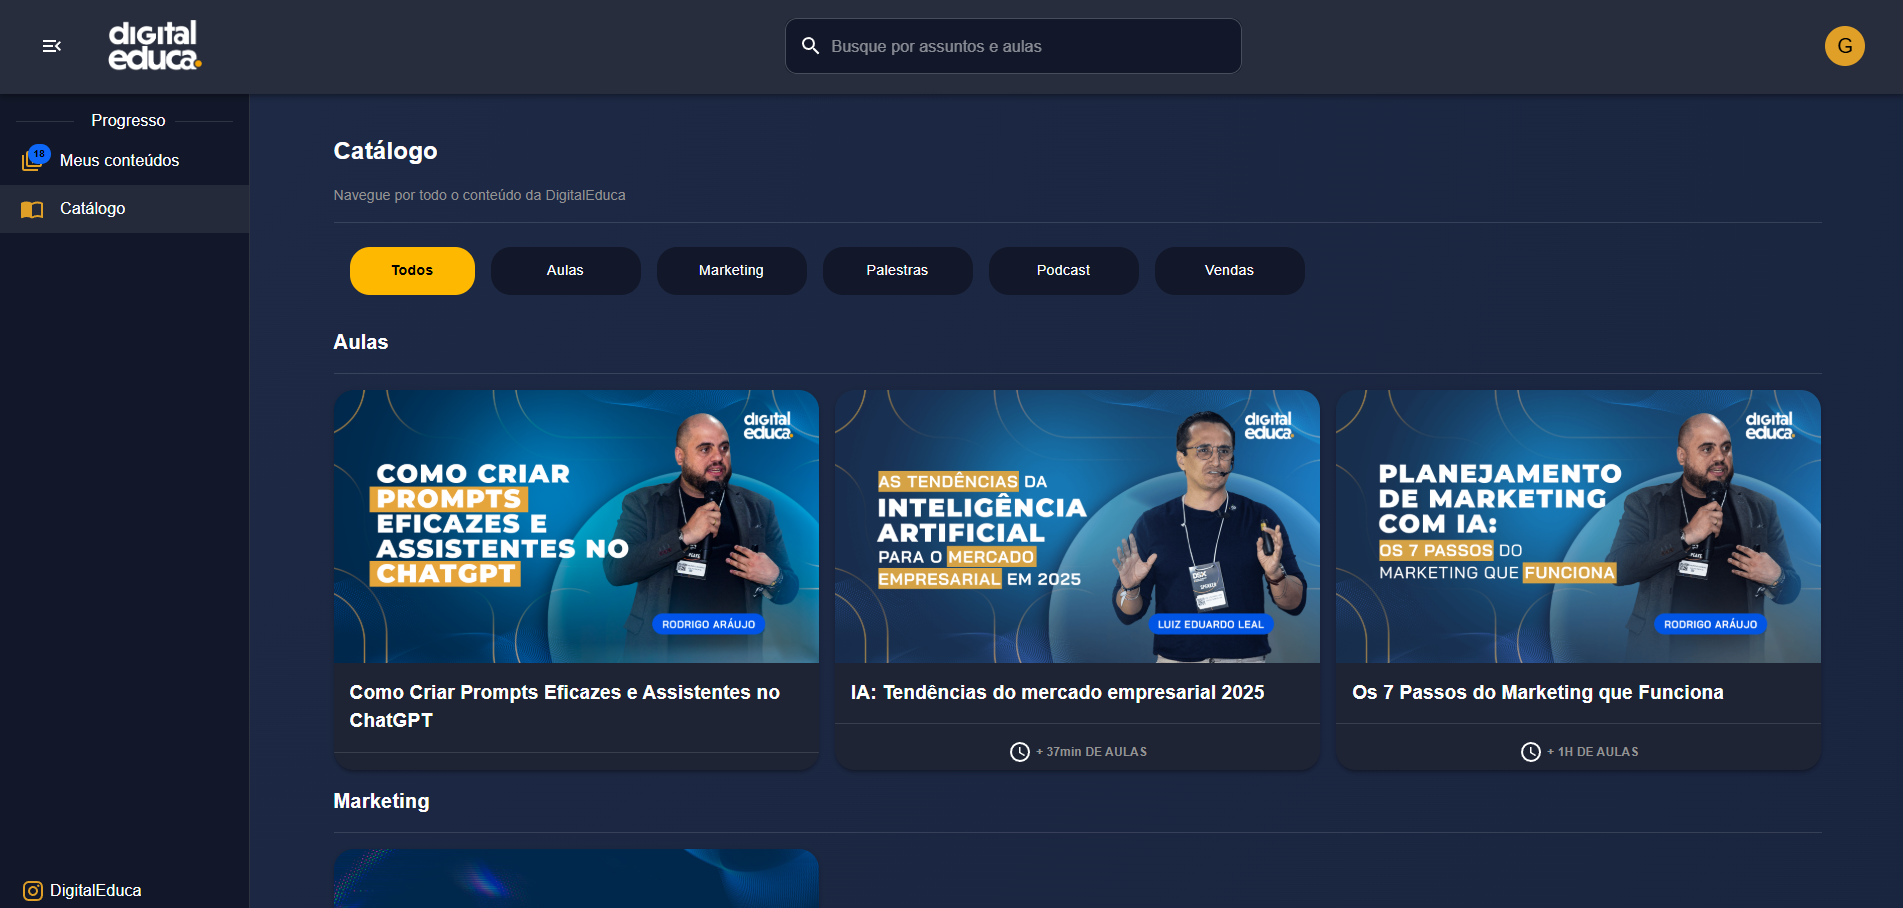 digital
educa.
Busque por assuntos e aulas
G
Progresso
18
Meus conteúdos
Catálogo
DigitalEduca
Catálogo
Navegue por todo o conteúdo da DigitalEduca
Todos
Aulas
Marketing
Palestras
Podcast
Vendas
Aulas
digital
educa.
COMO CRIAR
PROMPTS
EFICAZES E
ASSISTENTES NO
CHATGPT
RODRIGO ARÁUJO
Como Criar Prompts Eficazes e Assistentes no
ChatGPT
digital
educa.
AS TENDÊNCIAS DA
INTELIGÊNCIA
ARTIFICIAL
PARA O MERCADO
EMPRESARIAL EM 2025
LUIZ EDUARDO LEAL
IA: Tendências do mercado empresarial 2025
+ 37min DE AULAS
digital
educa.
PLANEJAMENTO
DE MARKETING
COM IA:
OS 7 PASSOS DO
MARKETING QUE FUNCIONA
RODRIGO ARÁUJO
Os 7 Passos do Marketing que Funciona
+ 1H DE AULAS
Marketing